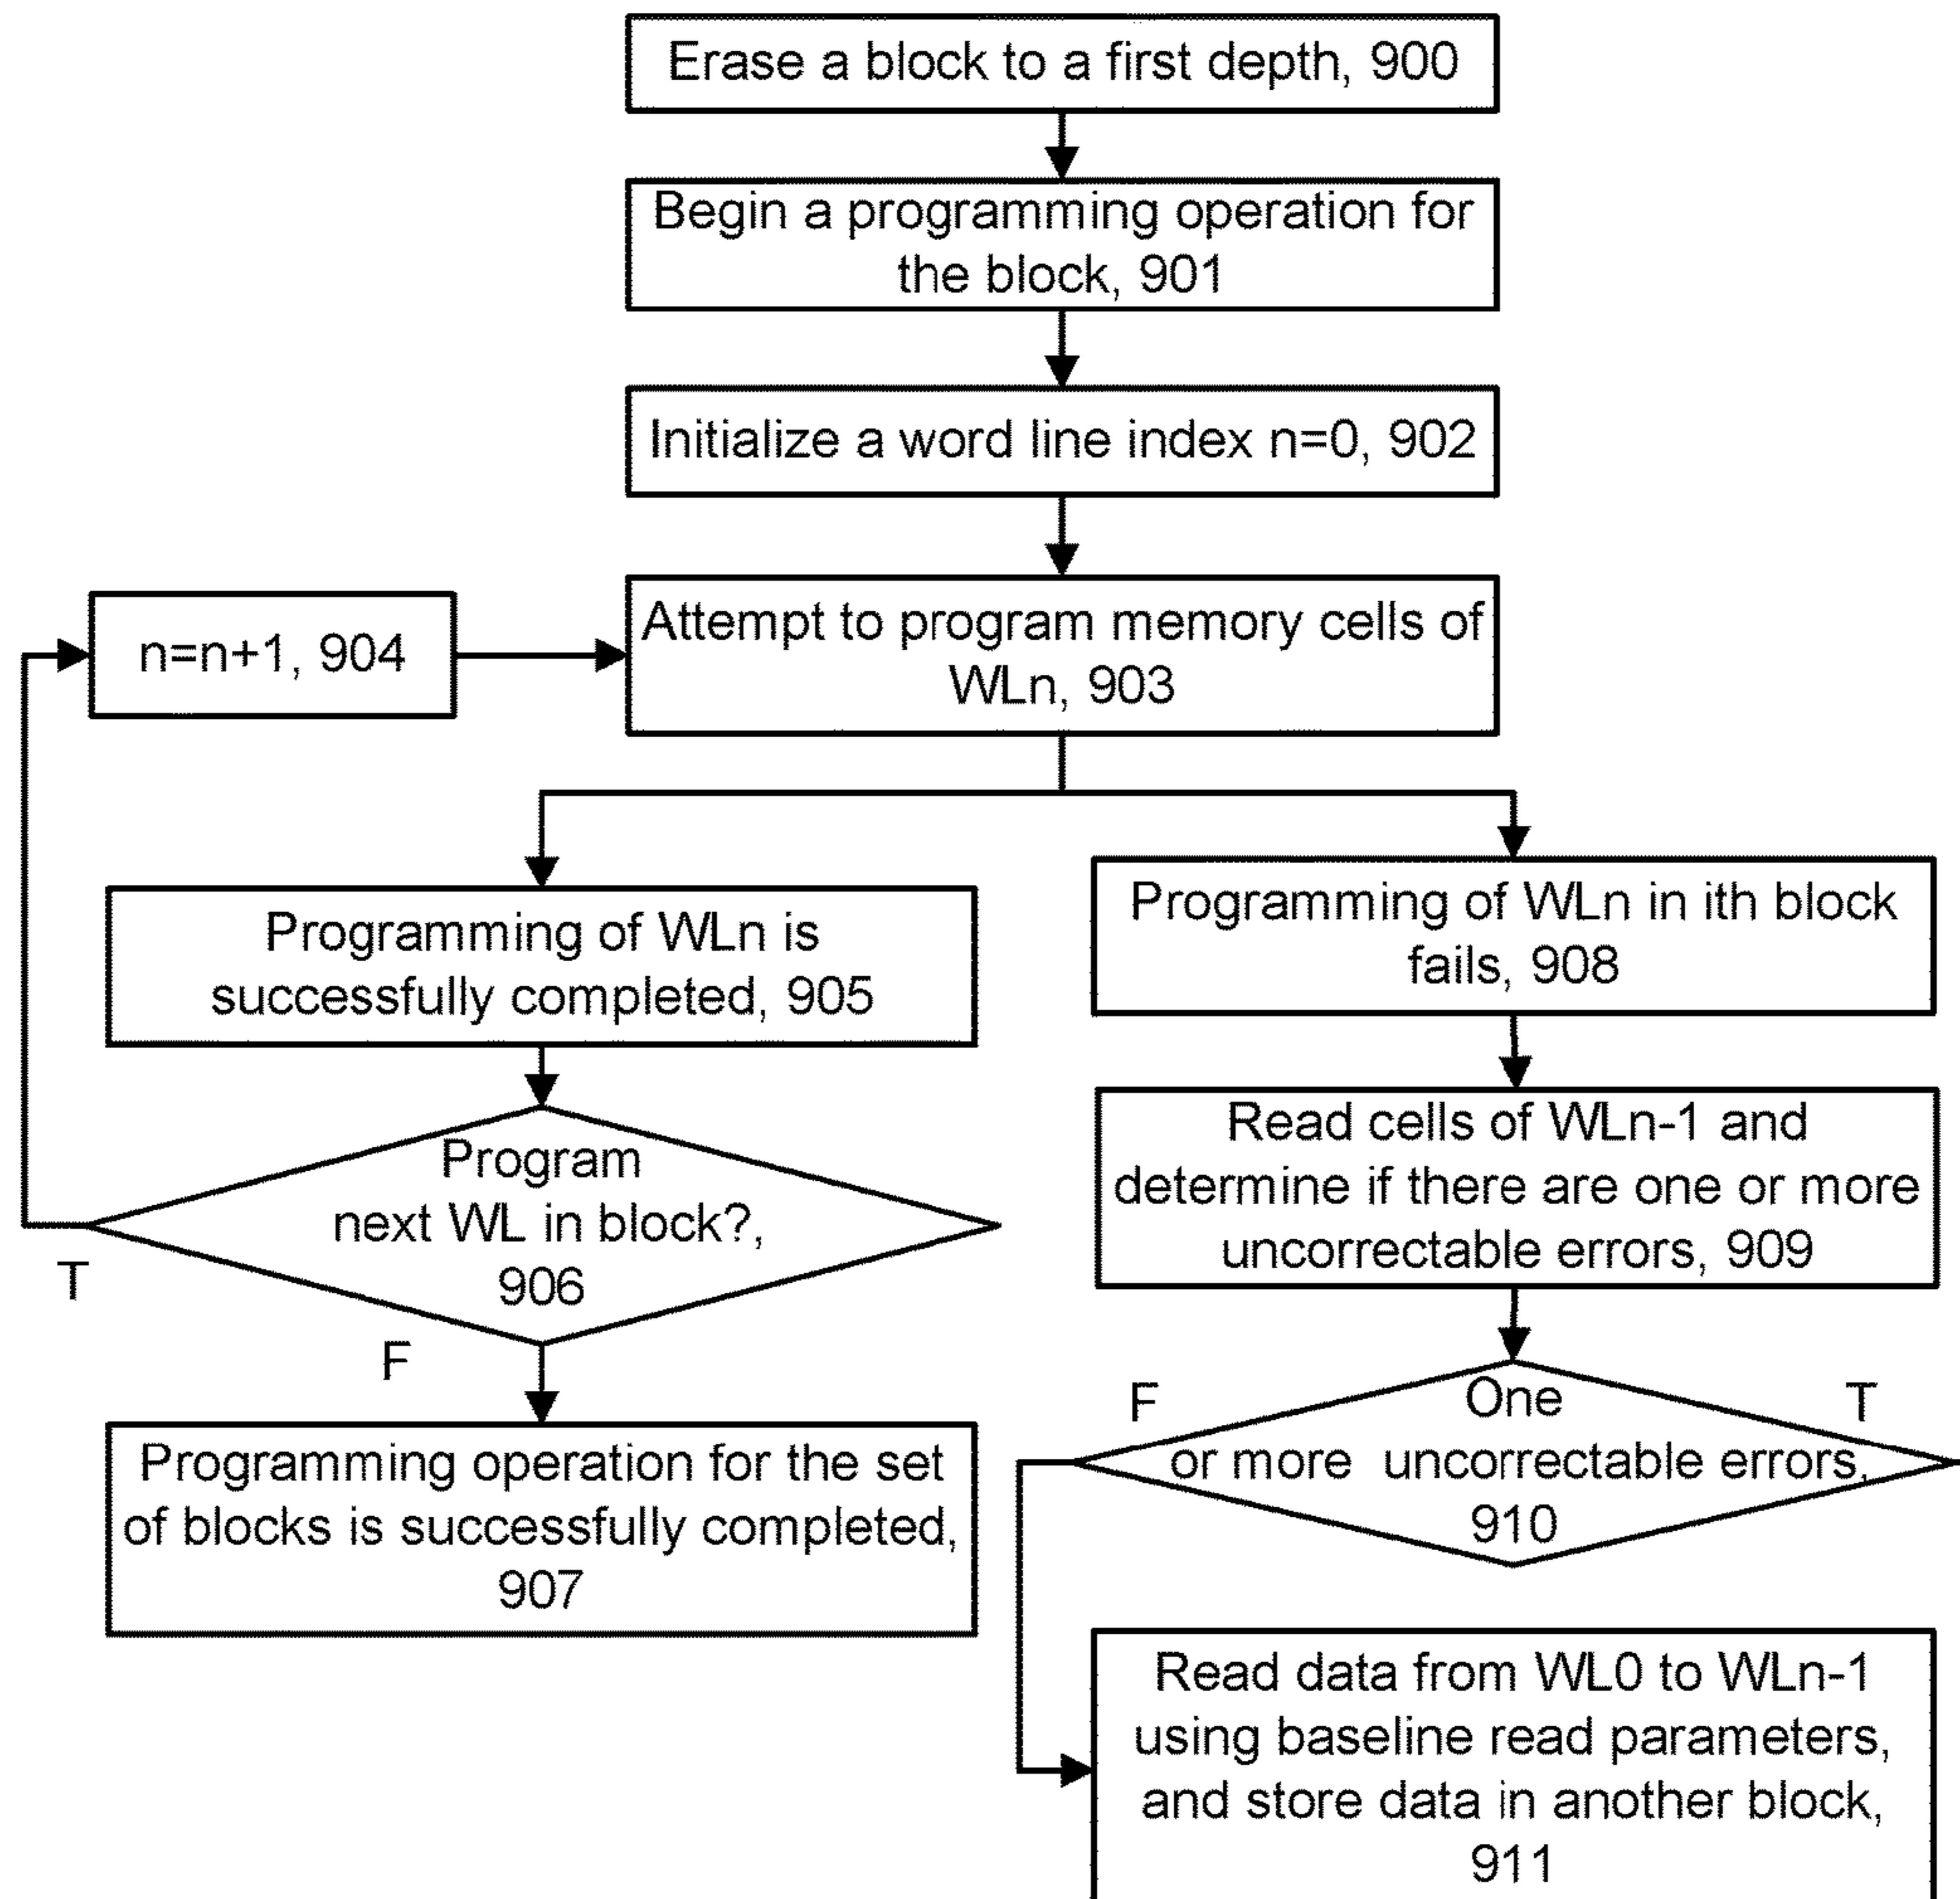 Erase a block to a first depth, 900
Begin a programming operation for
the block, 901
Initialize a word line index n=0, 902
n=n+1, 904
Attempt to program memory cells of
WLn, 903
Programming of WLn is
successfully completed, 905
Program
next WL in block?,
906
T
F
Programming operation for the set
of blocks is successfully completed,
907
Programming of WLn in ith block
fails, 908
Read cells of WLn-1 and
determine if there are one or more
uncorrectable errors, 909
F
T
One
or more uncorrectable errors,
910
Read data from WL0 to WLn-1
using baseline read parameters,
and store data in another block,
911